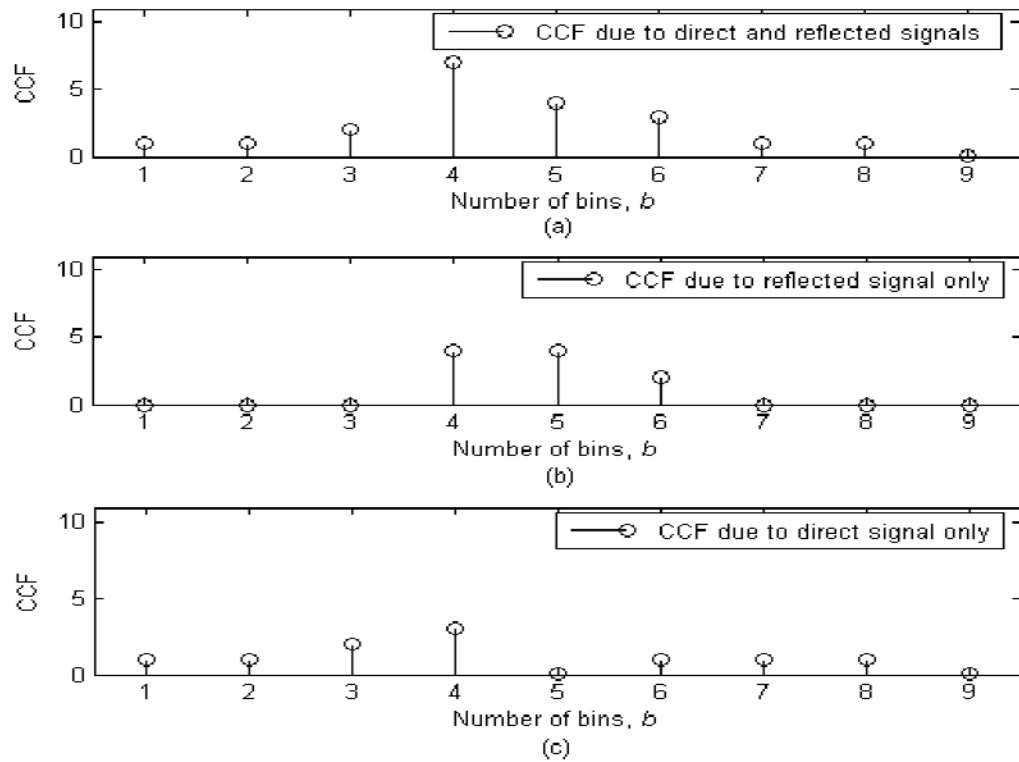 10
CCF due to direct and reflected signals
CCF
5
0
1 2 3 4 5 6 7 8 9
Number of bins, b
(a)
10
CCF due to reflected signal only
CCF
5
0
1 2 3 4 5 6 7 8 9
Number of bins, b
(b)
10
CCF due to direct signal only
CCF
5
0
1 2 3 4 5 6 7 8 9
Number of bins, b
(c)